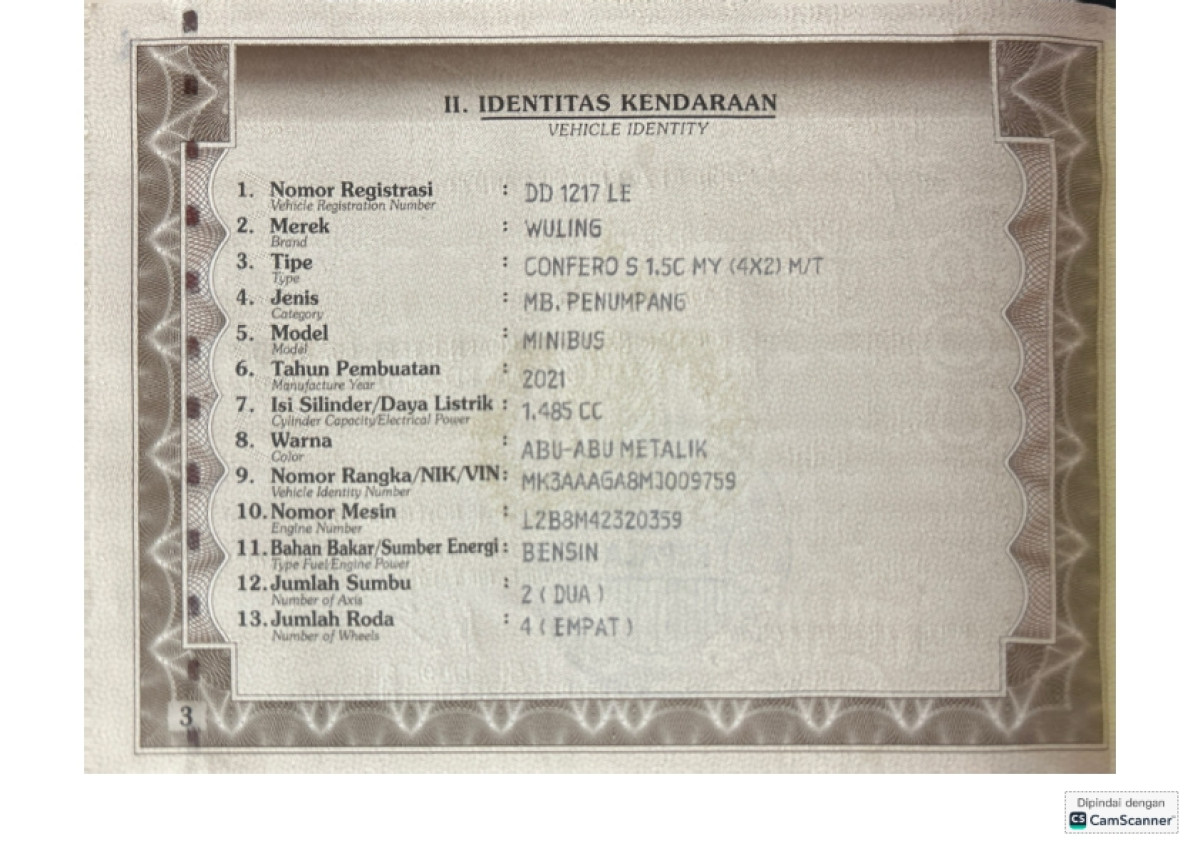 II. IDENTITAS KENDARAAN
VEHICLE IDENTITY
1. Nomor Registrasi : DD 1217 LE
Vehicle Registration Number
2. Merek : WULING
Brand
3. Tipe : CONFERO S 1.5C MY (4X2) M/T
Type
4. Jenis : MB. PENUMPANG
Category
5. Model : MINIBUS
Model
6. Tahun Pembuatan : 2021
Manufacture Year
7. Isi Silinder/Daya Listrik : 1.485 CC
Cylinder Capacity/Electrical Power
8. Warna : ABU-ABU METALIK
Color
9. Nomor Rangka/NIK/VIN : MK3AAAGA8MJ009759
Vehicle Identity Number
10. Nomor Mesin : L2B8M42320359
Engine Number
11. Bahan Bakar/Sumber Energi : BENSIN
Type Fuel/Engine Power
12. Jumlah Sumbu : 2 ( DUA )
Number of Axis
13. Jumlah Roda : 4 ( EMPAT )
Number of Wheels
3
Dipindai dengan
CS CamScanner